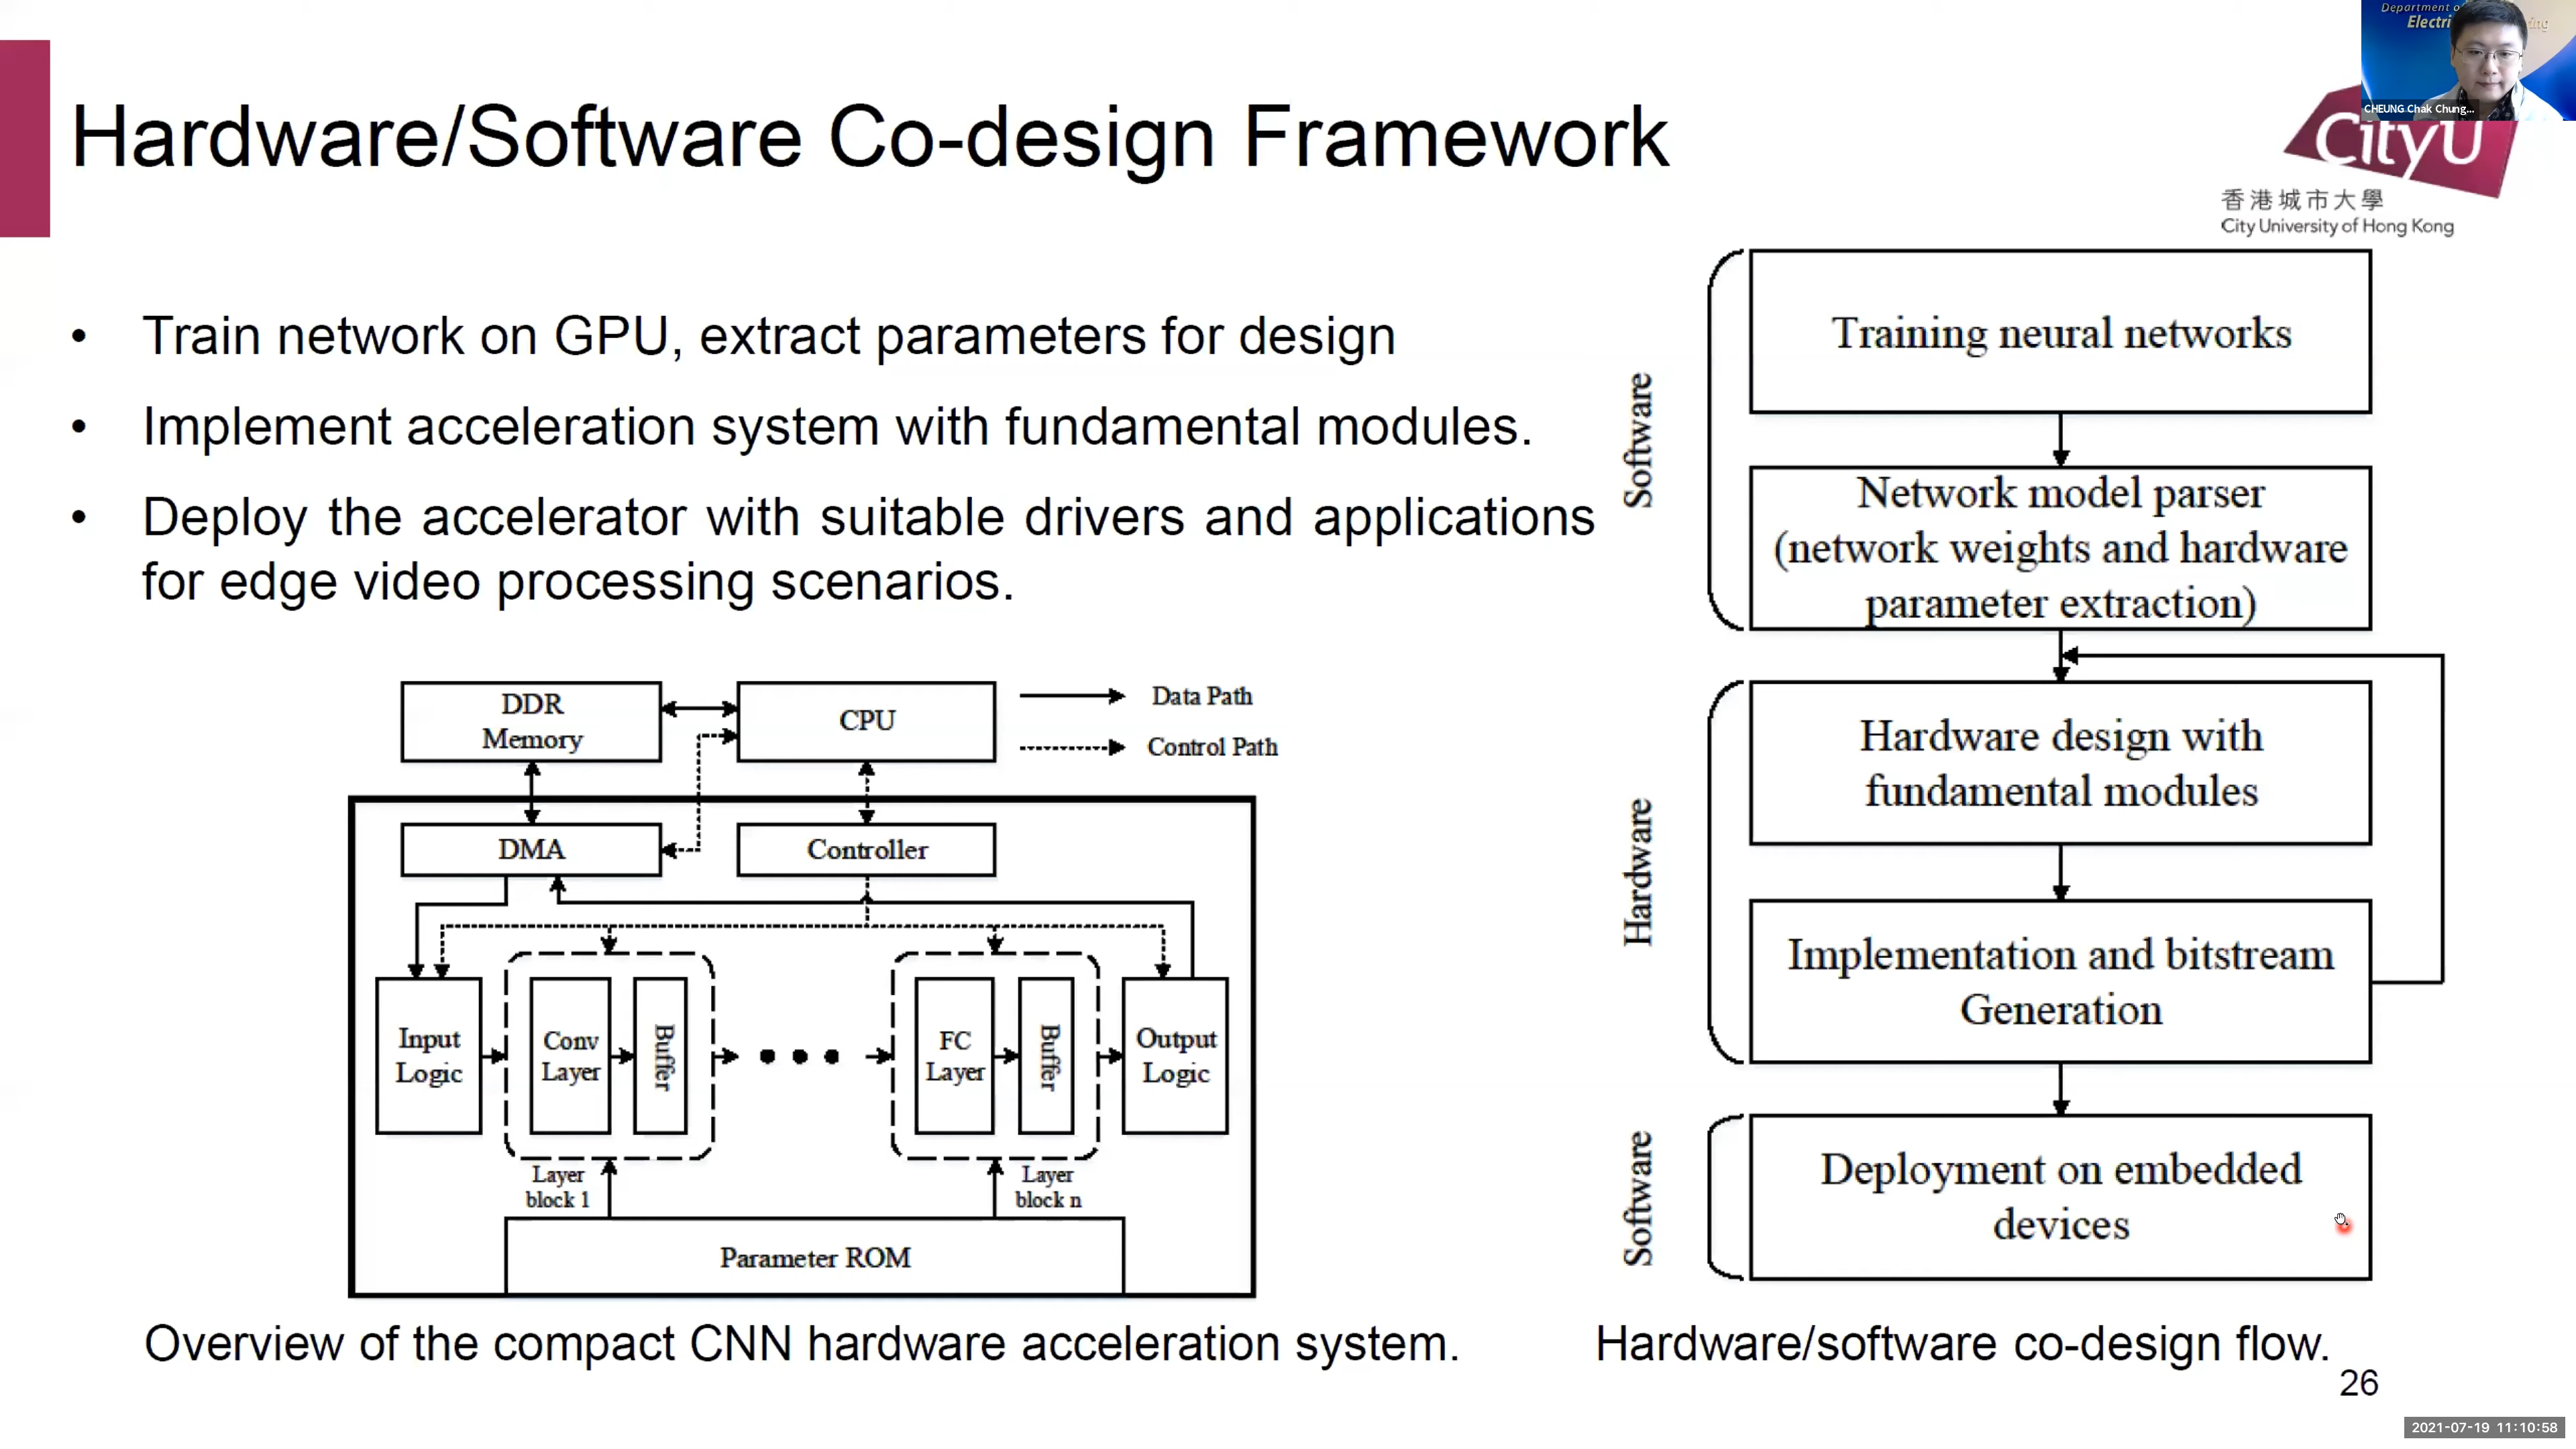 Department o
Electri
ing
CHEUNG Chak Chung...
Hardware/Software Co-design Framework
CityU
香港城市大學
City University of Hong Kong
• Train network on GPU, extract parameters for design
• Implement acceleration system with fundamental modules.
• Deploy the accelerator with suitable drivers and applications
for edge video processing scenarios.
DDR
Memory
CPU
Data Path
Control Path
DMA
Controller
Input
Logic
Conv
Layer
Buffer
FC
Layer
Buffer
Output
Logic
Layer
block 1
Layer
block n
Parameter ROM
Overview of the compact CNN hardware acceleration system.
Software
Training neural networks
Network model parser
(network weights and hardware
parameter extraction)
Hardware
Hardware design with
fundamental modules
Implementation and bitstream
Generation
Software
Deployment on embedded
devices
Hardware/software co-design flow.
26
2021-07-19 11:10:58